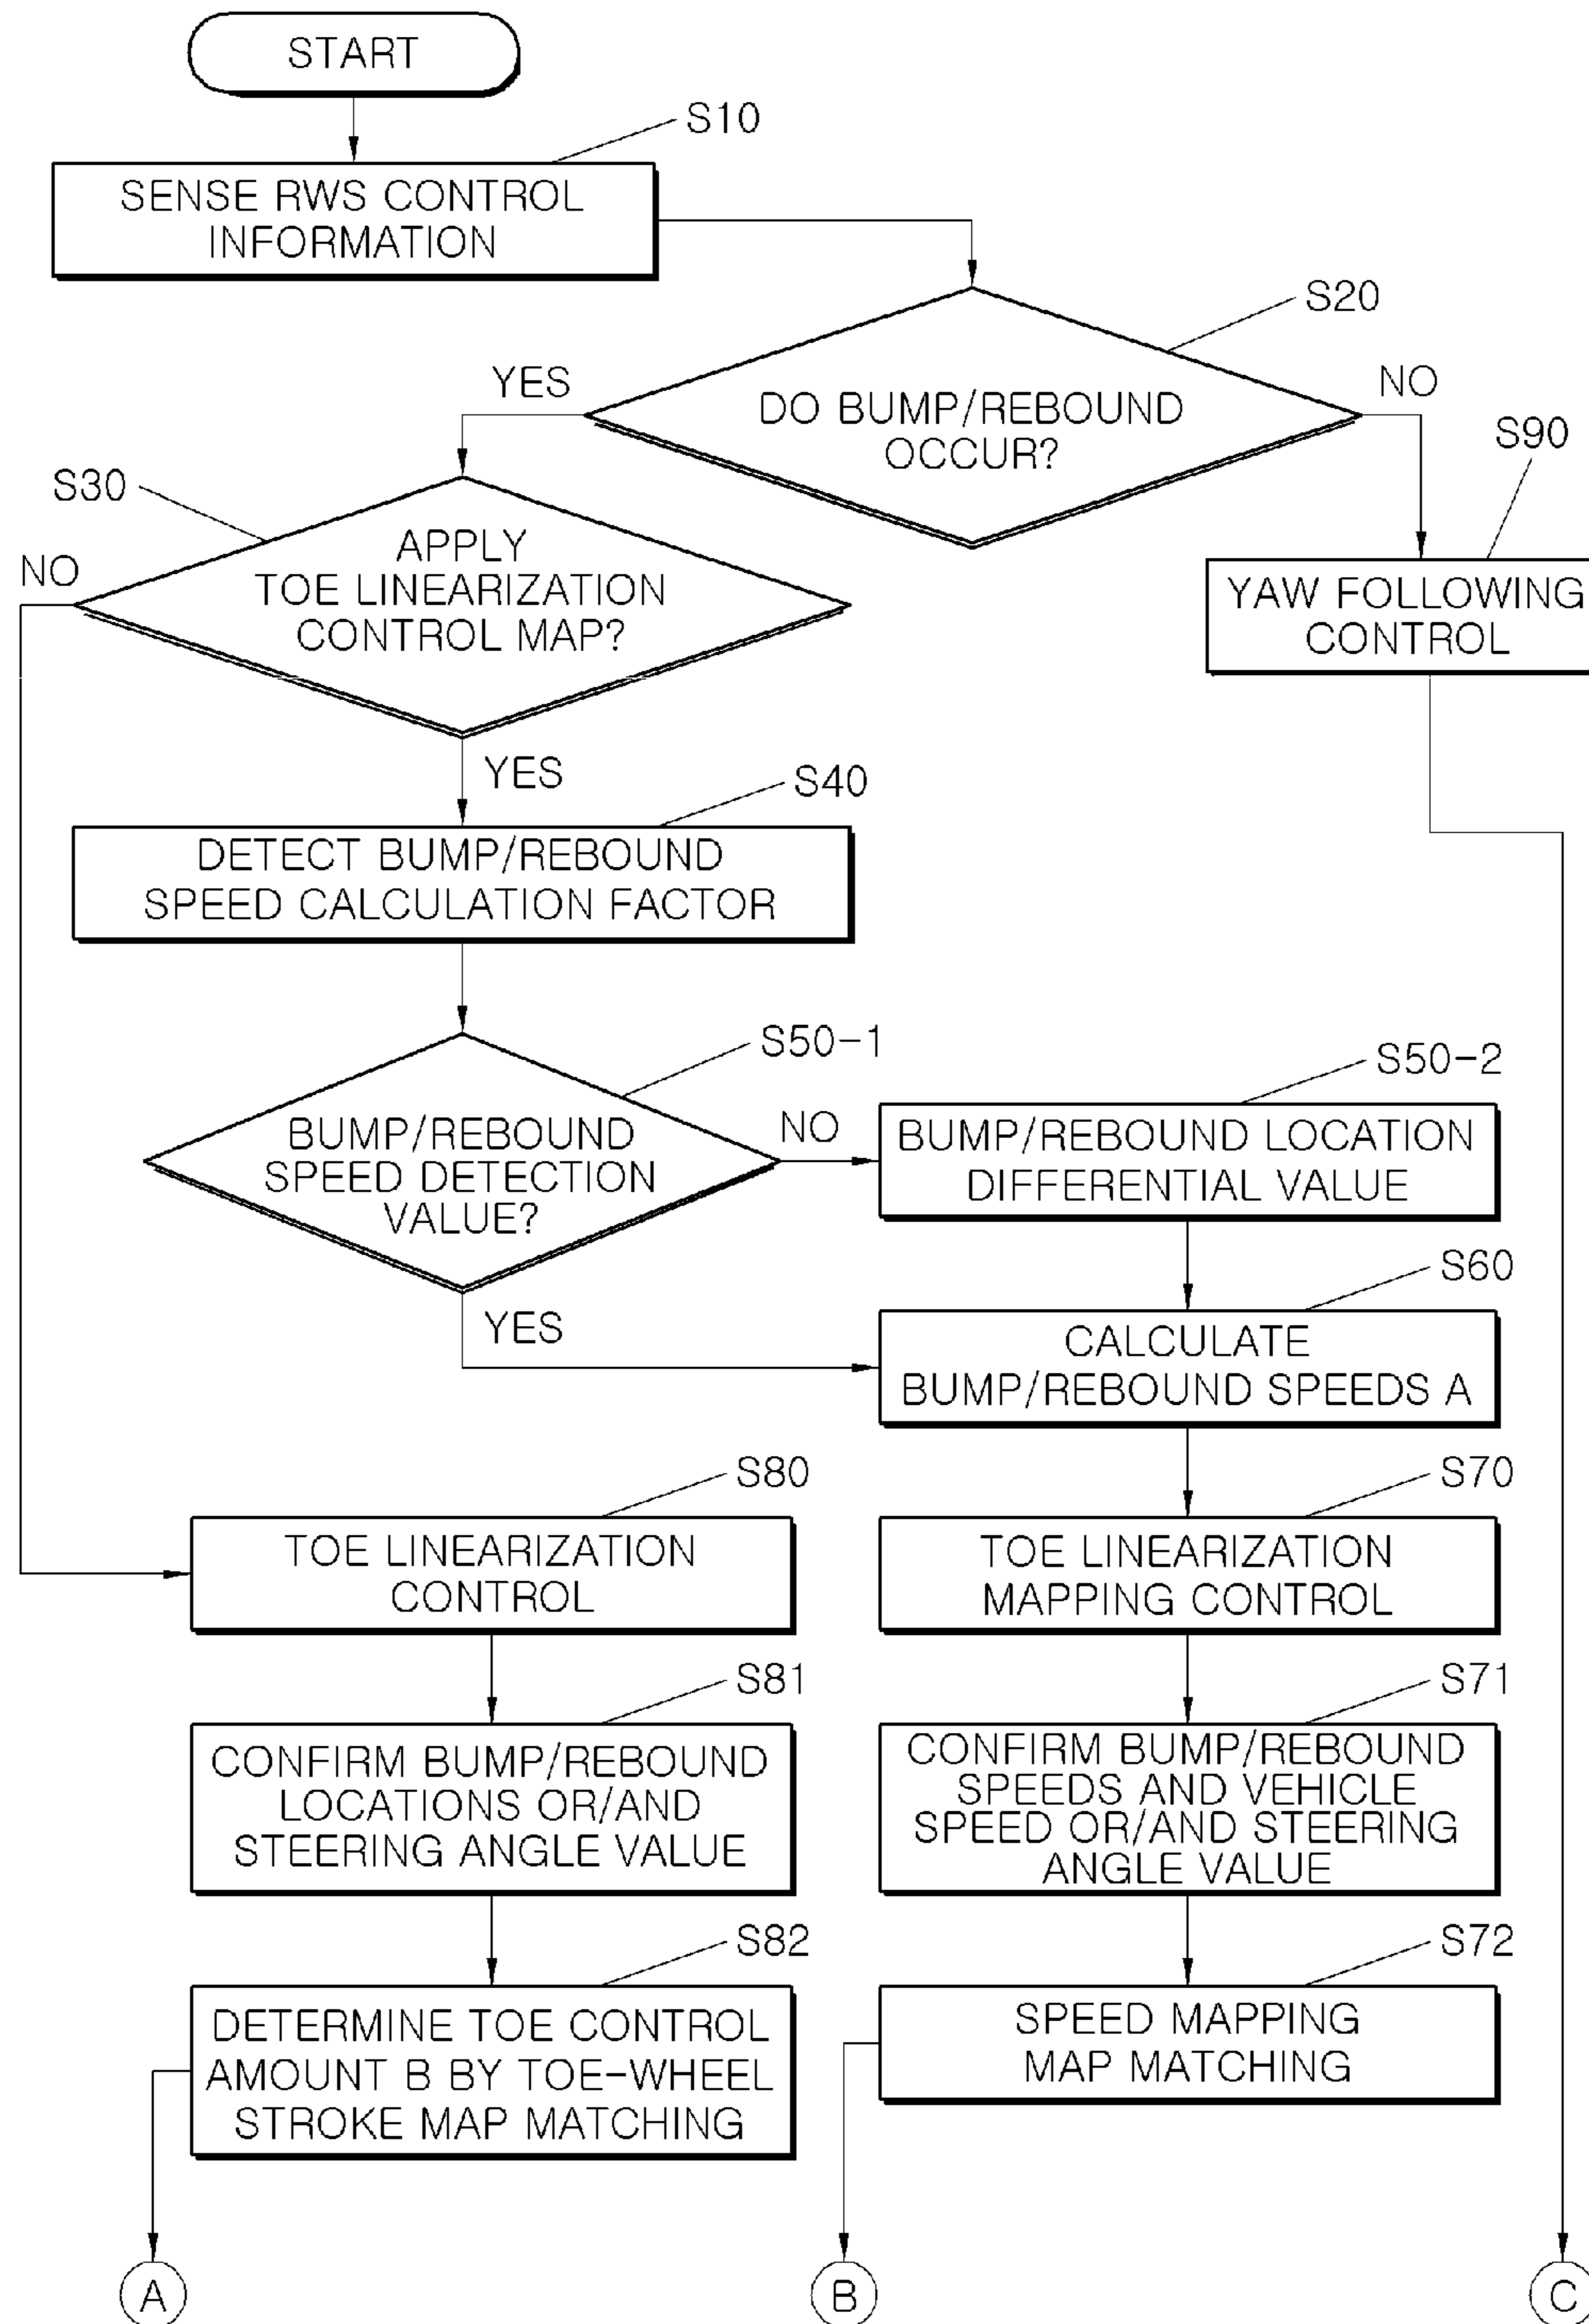 START
S10
SENSE RWS CONTROL
INFORMATION
S20
YES
DO BUMP/REBOUND
OCCUR?
NO
S90
S30
APPLY
TOE LINEARIZATION
CONTROL MAP?
NO
YAW FOLLOWING
CONTROL
YES
S40
DETECT BUMP/REBOUND
SPEED CALCULATION FACTOR
S50-1
BUMP/REBOUND
SPEED DETECTION
VALUE?
NO
S50-2
BUMP/REBOUND LOCATION
DIFFERENTIAL VALUE
YES
S60
CALCULATE
BUMP/REBOUND SPEEDS A
S80
TOE LINEARIZATION
CONTROL
S70
TOE LINEARIZATION
MAPPING CONTROL
S81
CONFIRM BUMP/REBOUND
LOCATIONS OR/AND
STEERING ANGLE VALUE
S71
CONFIRM BUMP/REBOUND
SPEEDS AND VEHICLE
SPEED OR/AND STEERING
ANGLE VALUE
S82
DETERMINE TOE CONTROL
AMOUNT B BY TOE-WHEEL
STROKE MAP MATCHING
S72
SPEED MAPPING
MAP MATCHING
A
B
C